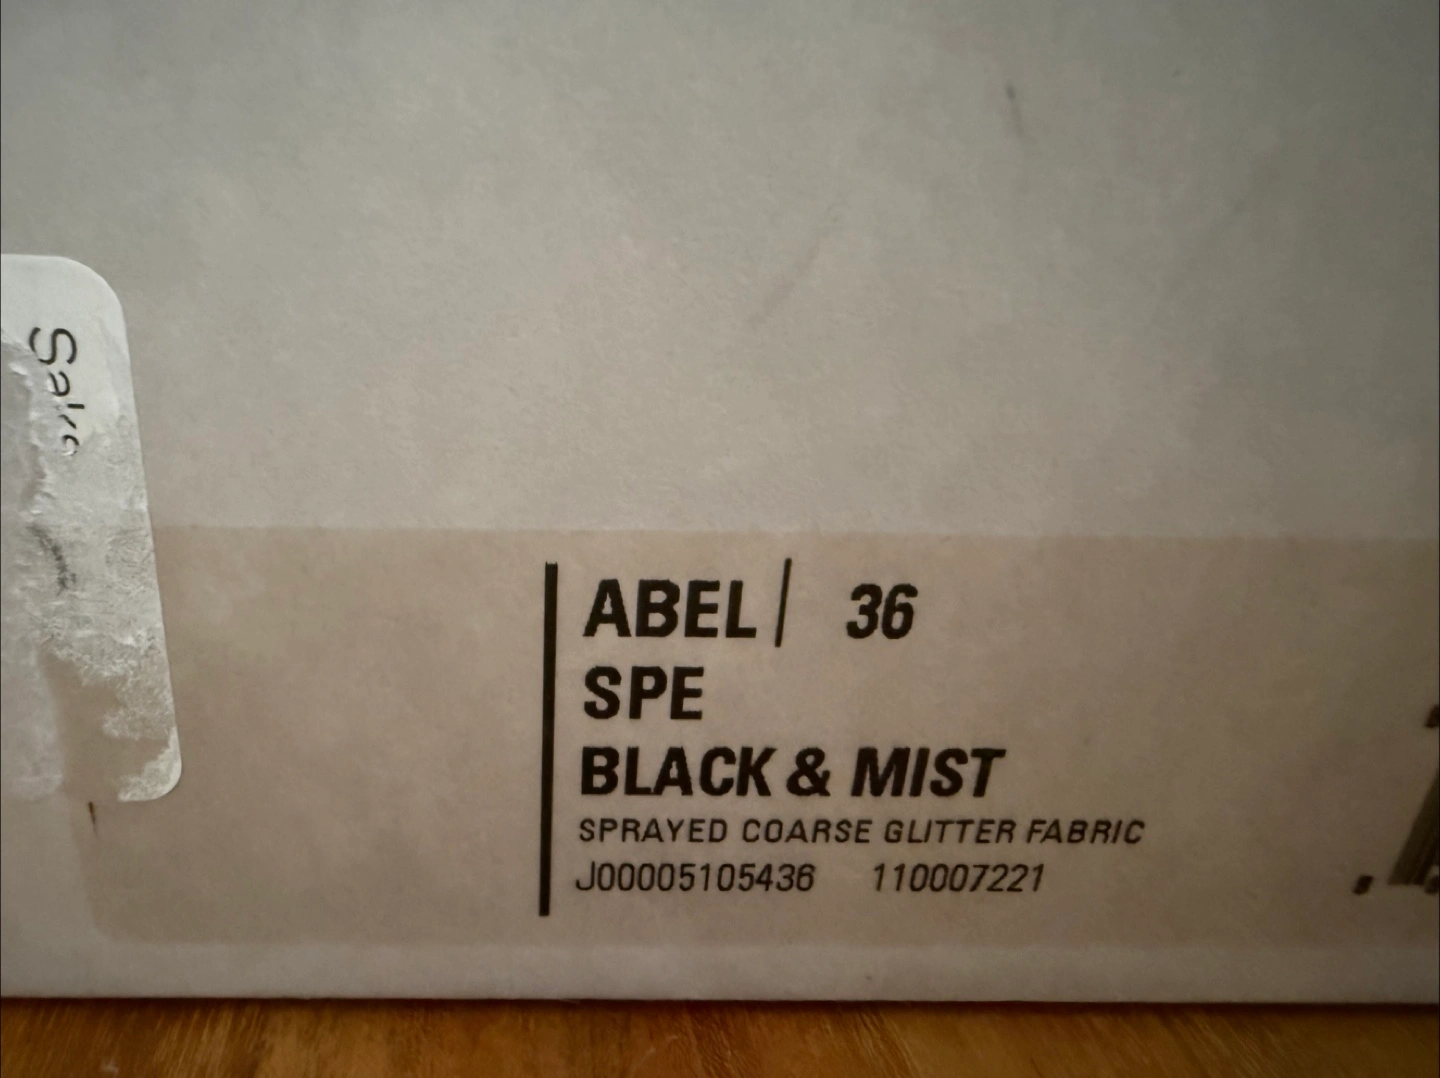 ABEL/ 36
SPE
BLACK & MIST
SPRAYED COARSE GLITTER FABRIC
J00005105436 110007221